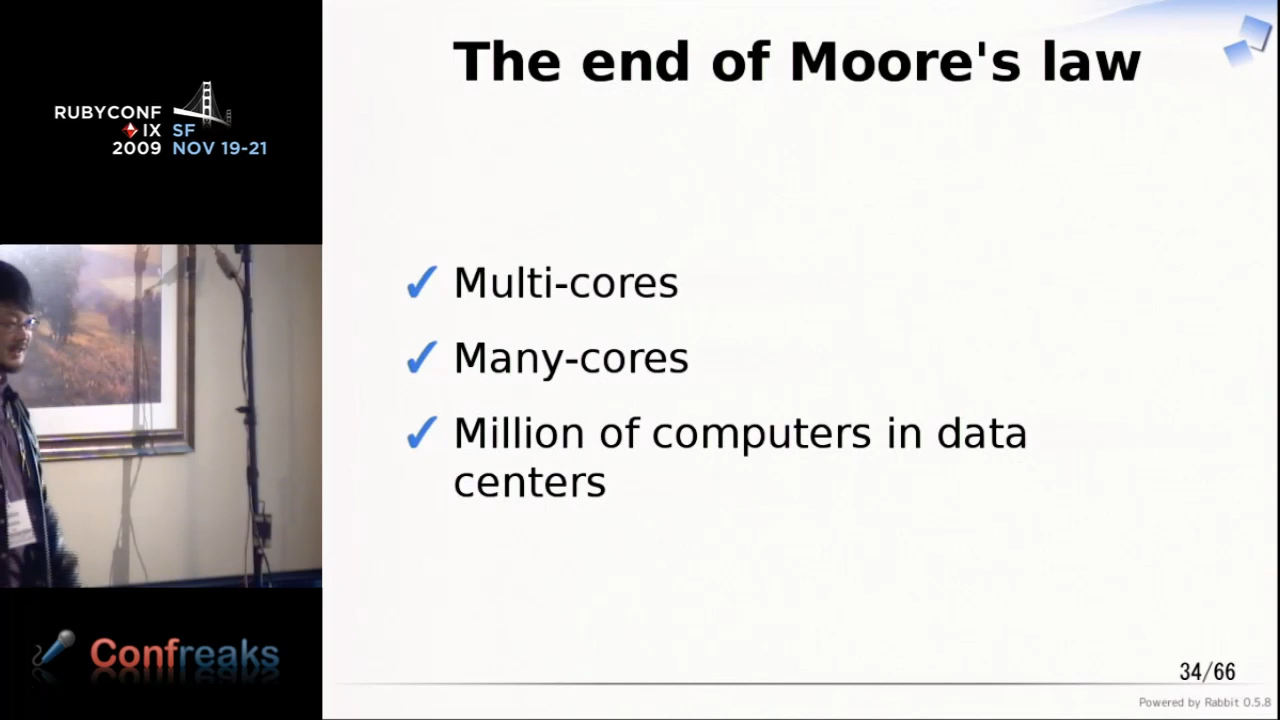 The end of Moore's law
RUBYCONF
IX SF
2009 NOV 19-21
✓ Multi-cores
✓ Many-cores
✓ Million of computers in data
centers
Confreaks
34/66
Powered by Rabbit 0.5.8